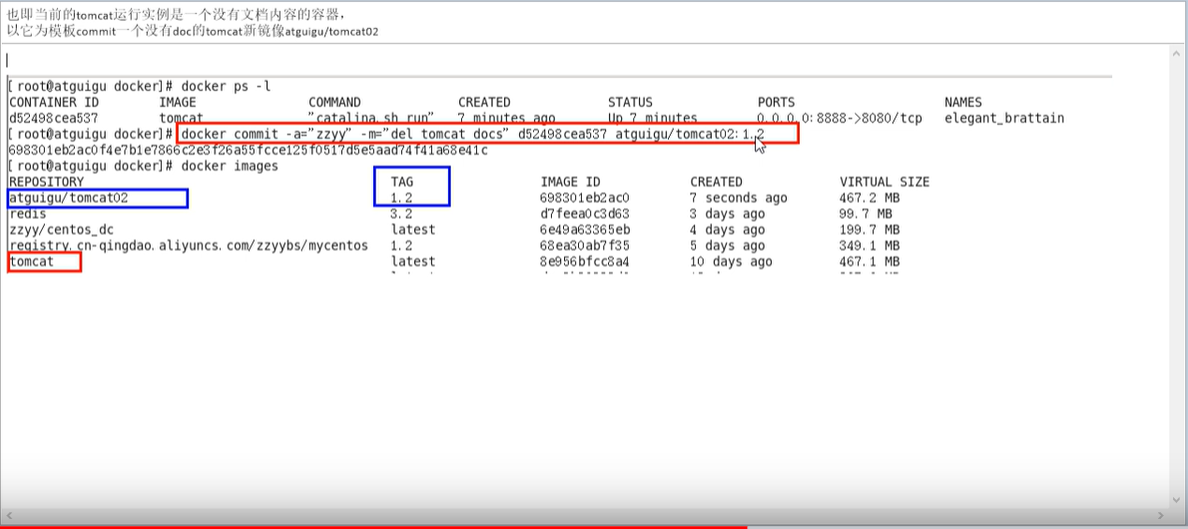 也即当前的tomcat运行实例是一个没有文档内容的容器，
以它为模板commit一个没有doc的tomcat新镜像atguigu/tomcat02
[root@atguigu docker]# docker ps -l
CONTAINER ID IMAGE COMMAND CREATED STATUS PORTS NAMES
d52498cea537 tomcat "catalina.sh run" 7 minutes ago Up 7 minutes 0.0.0.0:8888->8080/tcp elegant_brattain
[root@atguigu docker]# docker commit -a="zzyy" -m="del tomcat docs" d52498cea537 atguigu/tomcat02:1.2
698301eb2ac0f4e7b1e7866c2e3f26a55fcce125f0517d5e5aad74f41a68e41c
[root@atguigu docker]# docker images
REPOSITORY TAG IMAGE ID CREATED VIRTUAL SIZE
atguigu/tomcat02 1.2 698301eb2ac0 7 seconds ago 467.2 MB
redis 3.2 d7feea0c3d63 3 days ago 99.7 MB
zzyy/centos_dc latest 6e49a63365eb 4 days ago 199.7 MB
registry.cn-qingdao.aliyuncs.com/zzyybs/mycentos 1.2 68ea30ab7f35 5 days ago 349.1 MB
tomcat latest 8e956bfcc8a4 10 days ago 467.1 MB